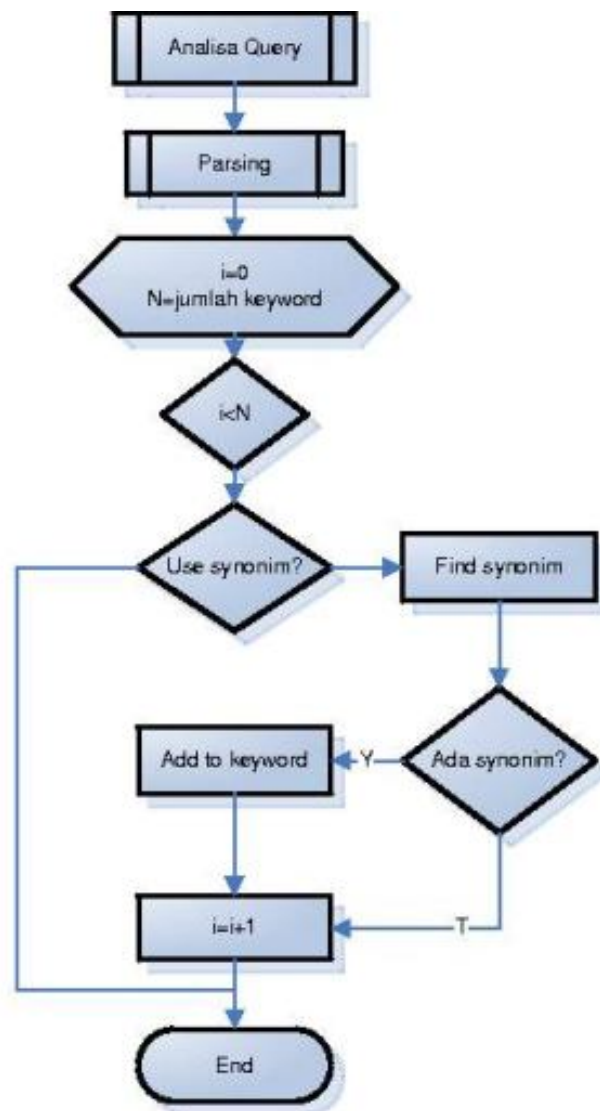 Analisa Query
Parsing
i=0
N=jumlah keyword
i<N
Use synonim?
Find synonim
Add to keyword
Y
Ada synonim?
i=i+1
T
End